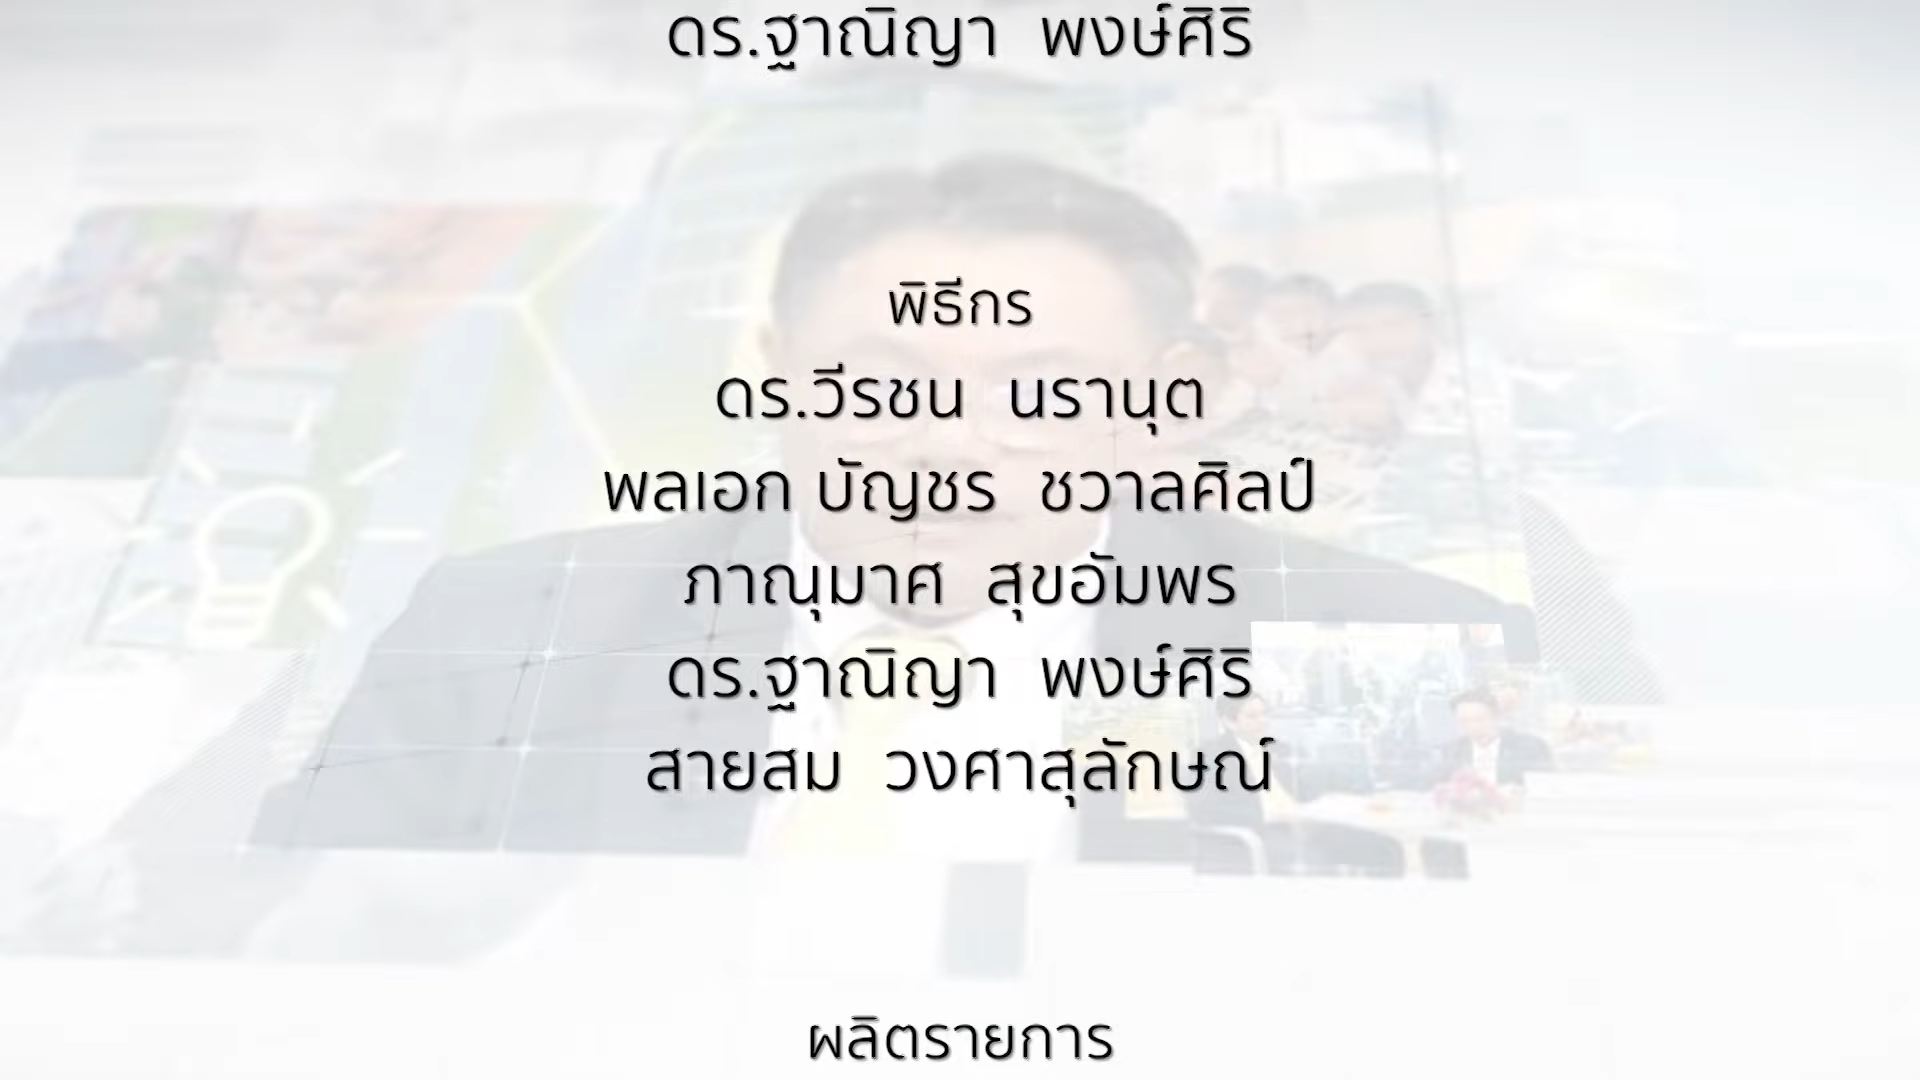 ดร.ฐาณิญา พงษ์ศิริ
พิธีกร
ดร.วีรชน นรานุต
พลเอก บัญชร ชวาลศิลป์
ภาณุมาศ สุขอัมพร
ดร.ฐาณิญา พงษ์ศิริ
สายสม วงศาสุลักษณ์
ผลิตรายการ